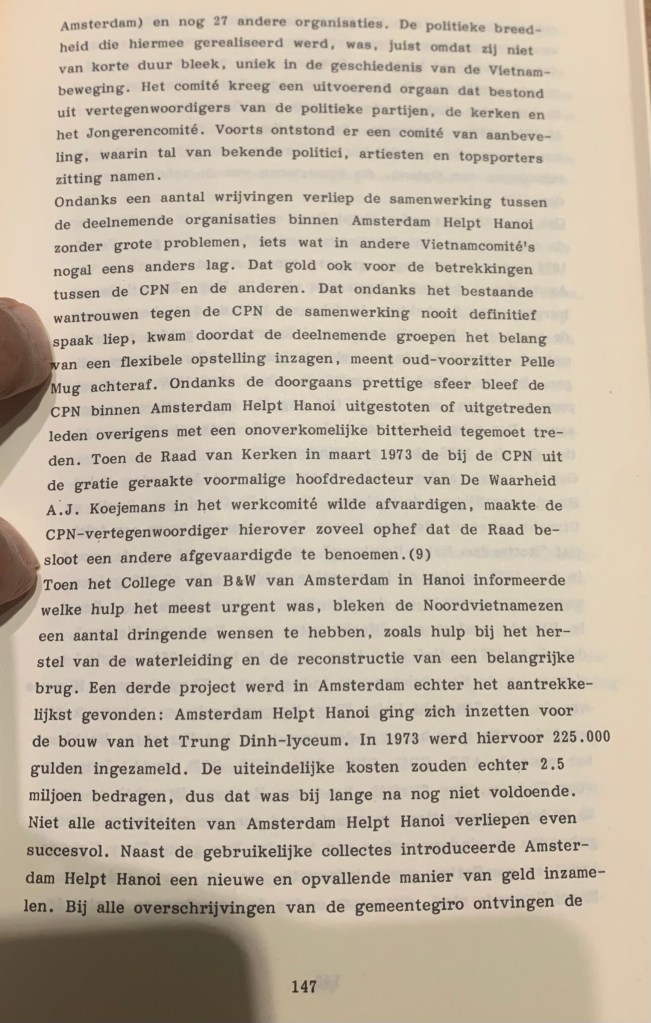 Amsterdam) en nog 27 andere organisaties. De politieke breed-
heid die hiermee gerealiseerd werd, was, juist omdat zij niet
van korte duur bleek, uniek in de geschiedenis van de Vietnam-
beweging. Het comité kreeg een uitvoerend orgaan dat bestond
uit vertegenwoordigers van de politieke partijen, de kerken en
het Jongerencomité. Voorts ontstond er een comité van aanbeve-
ling, waarin tal van bekende politici, artiesten en topsporters
zitting namen.
Ondanks een aantal wrijvingen verliep de samenwerking tussen
de deelnemende organisaties binnen Amsterdam Helpt Hanoi
zonder grote problemen, iets wat in andere Vietnamcomité's
nogal eens anders lag. Dat gold ook voor de betrekkingen
tussen de CPN en de anderen. Dat ondanks het bestaande
wantrouwen tegen de CPN de samenwerking nooit definitief
spaak liep, kwam doordat de deelnemende groepen het belang
van een flexibele opstelling inzagen, meent oud-voorzitter Pelle
Mug achteraf. Ondanks de doorgaans prettige sfeer bleef de
CPN binnen Amsterdam Helpt Hanoi uitgestoten of uitgetreden
leden overigens met een onoverkomelijke bitterheid tegemoet tre-
den. Toen de Raad van Kerken in maart 1973 de bij de CPN uit
de gratie geraakte voormalige hoofdredacteur van De Waarheid
A.J. Koejemans in het werkcomité wilde afvaardigen, maakte de
CPN-vertegenwoordiger hierover zoveel ophef dat de Raad be-
sloot een andere afgevaardigde te benoemen.(9)
Toen het College van B&W van Amsterdam in Hanoi informeerde
welke hulp het meest urgent was, bleken de Noordvietnamezen
een aantal dringende wensen te hebben, zoals hulp bij het her-
stel van de waterleiding en de reconstructie van een belangrijke
brug. Een derde project werd in Amsterdam echter het aantrekke-
lijkst gevonden: Amsterdam Helpt Hanoi ging zich inzetten voor
de bouw van het Trung Dinh-lyceum. In 1973 werd hiervoor 225.000
gulden ingezameld. De uiteindelijke kosten zouden echter 2.5
miljoen bedragen, dus dat was bij lange na nog niet voldoende.
Niet alle activiteiten van Amsterdam Helpt Hanoi verliepen even
succesvol. Naast de gebruikelijke collectes introduceerde Amster-
dam Helpt Hanoi een nieuwe en opvallende manier van geld inzame-
len. Bij alle overschrijvingen van de gemeentegiro ontvingen de
147